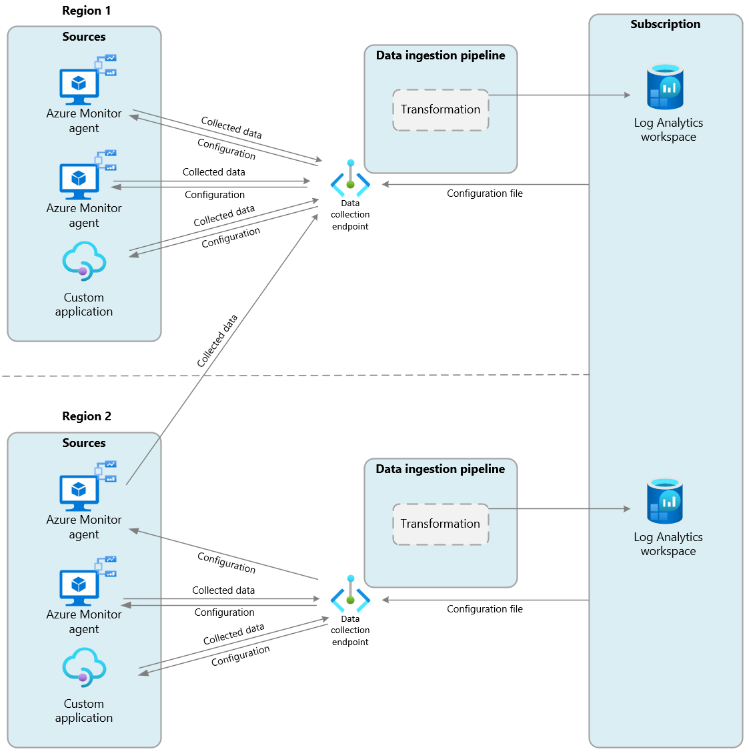 Region 1
Sources
Data ingestion pipeline
Subscription
Transformation
Azure Monitor
agent
Log Analytics
workspace
Collected data
Configuration
Collected data
Configuration
Configuration file
Azure Monitor
agent
Data
collection
endpoint
Collected data
Configuration
Custom
application
Collected data
Region 2
Sources
Data ingestion pipeline
Azure Monitor
agent
Transformation
Log Analytics
workspace
Configuration
Collected data
Configuration
Configuration file
Azure Monitor
agent
Data
collection
endpoint
Collected data
Configuration
Custom
application